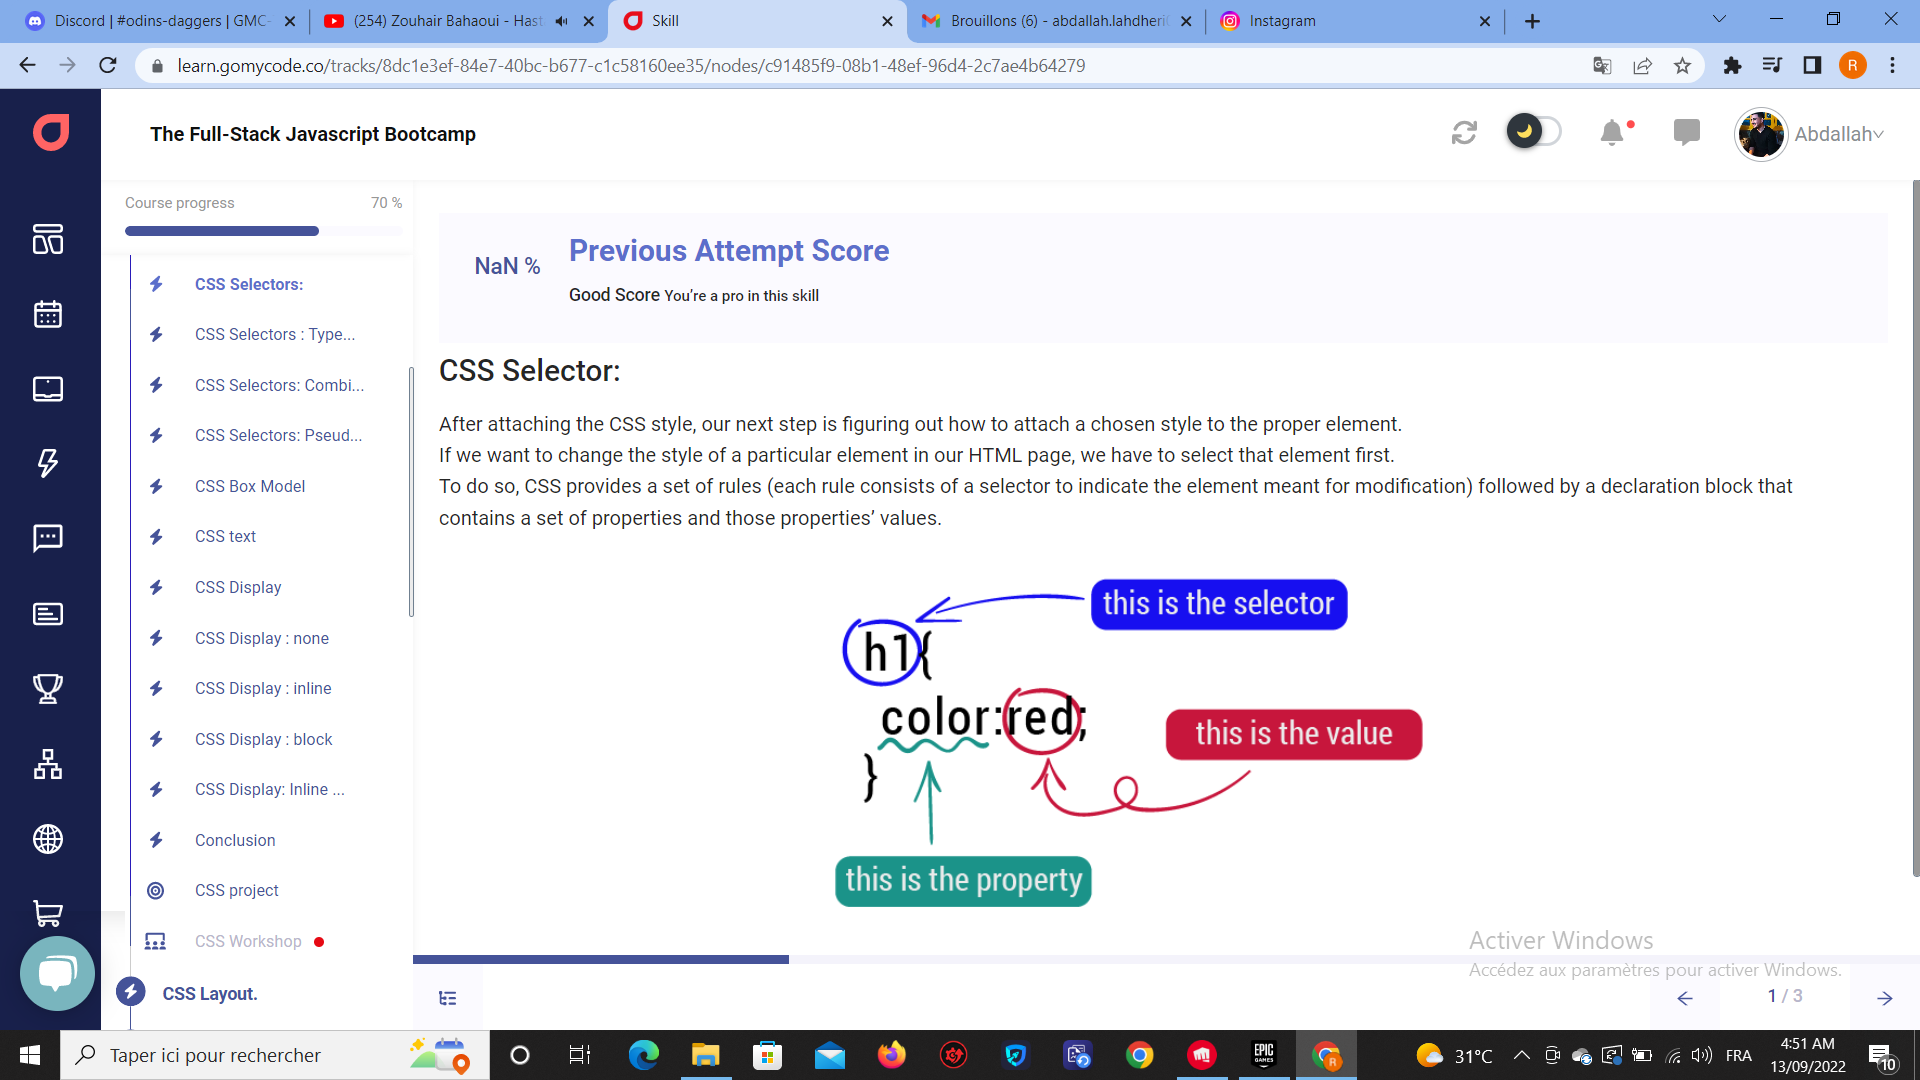 Discord | #odins-daggers | GMC-
(254) Zouhair Bahaoui - Hast
Skill
Brouillons (6) - abdallah.lahdheri
Instagram
learn.gomycode.co/tracks/8dc1e3ef-84e7-40bc-b677-c1c58160ee35/nodes/c91485f9-08b1-48ef-96d4-2c7ae4b64279
R
The Full-Stack Javascript Bootcamp
Abdallah
Course progress 70 %
CSS Selectors:
CSS Selectors : Type...
CSS Selectors: Combi...
CSS Selectors: Pseud...
CSS Box Model
CSS text
CSS Display
CSS Display : none
CSS Display : inline
CSS Display : block
CSS Display: Inline ...
Conclusion
CSS project
CSS Workshop
CSS Layout.
NaN %
Previous Attempt Score
Good Score You're a pro in this skill
CSS Selector:
After attaching the CSS style, our next step is figuring out how to attach a chosen style to the proper element.
If we want to change the style of a particular element in our HTML page, we have to select that element first.
To do so, CSS provides a set of rules (each rule consists of a selector to indicate the element meant for modification) followed by a declaration block that
contains a set of properties and those properties’ values.
this is the selector
h1{
color:red;
this is the value
}
this is the property
Activer Windows
Accédez aux paramètres pour activer Windows.
1 / 3
Taper ici pour rechercher
EPIC
GAMES
R
31°C
FRA
4:51 AM
13/09/2022
10